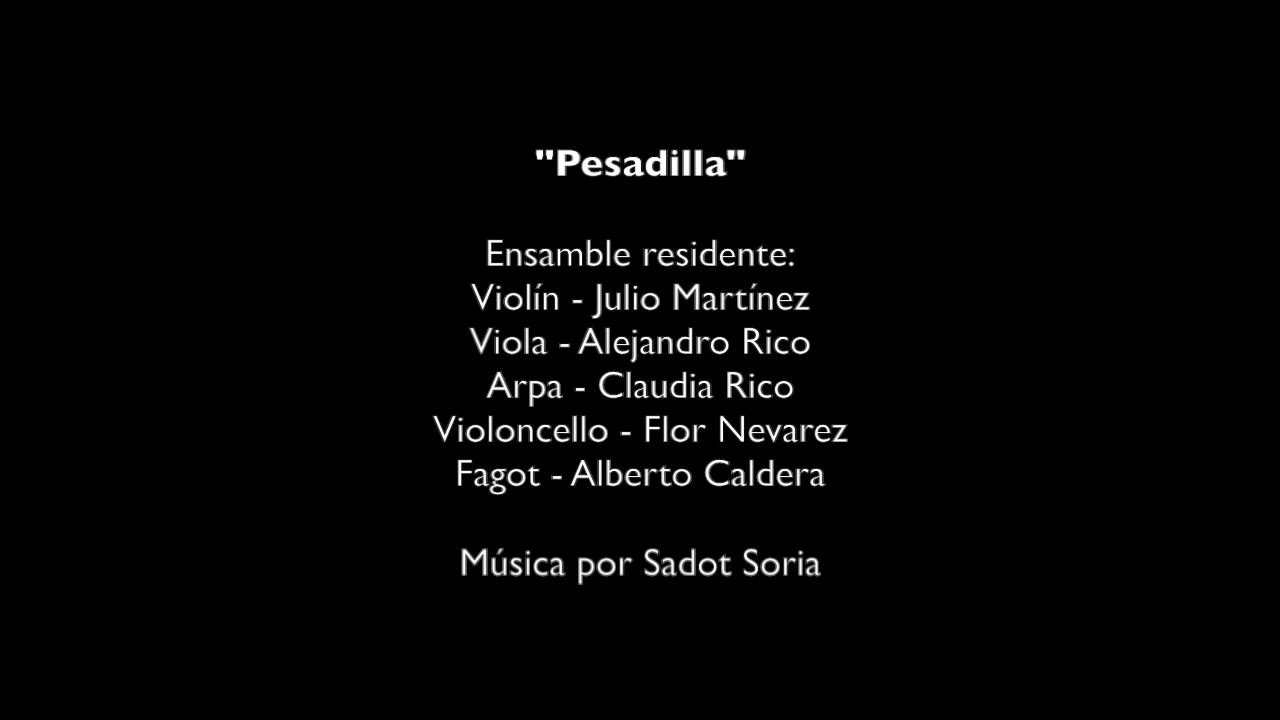 "Pesadilla"
Ensamble residente:
Violín - Julio Martínez
Viola - Alejandro Rico
Arpa - Claudia Rico
Violoncello - Flor Nevarez
Fagot - Alberto Caldera
Música por Sadot Soria